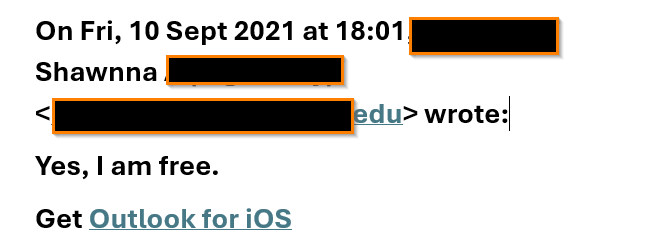 On Fri, 10 Sept 2021 at 18:01,
Shawnna
<edu> wrote:
Yes, I am free.
Get Outlook for iOS